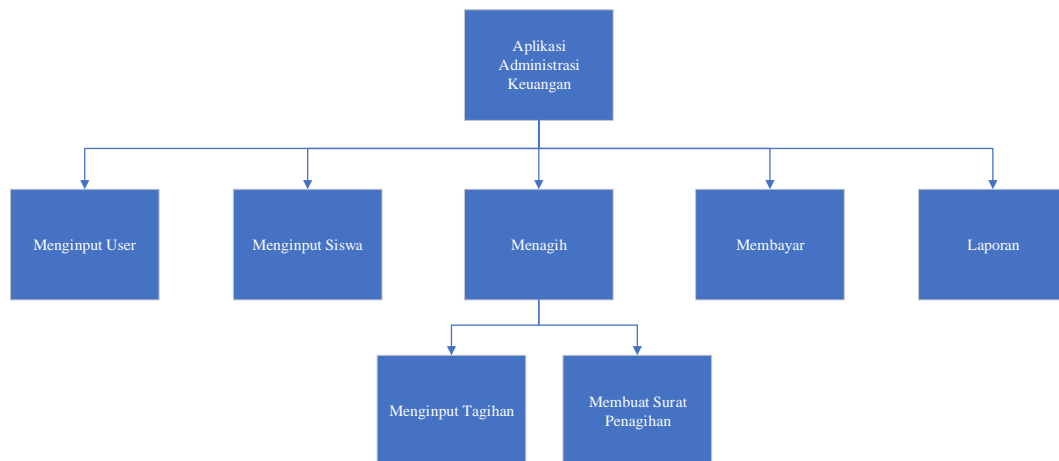 Aplikasi
Administrasi
Keuangan
Menginput User
Menginput Siswa
Menagih
Membayar
Laporan
Menginput Tagihan
Membuat Surat
Penagihan